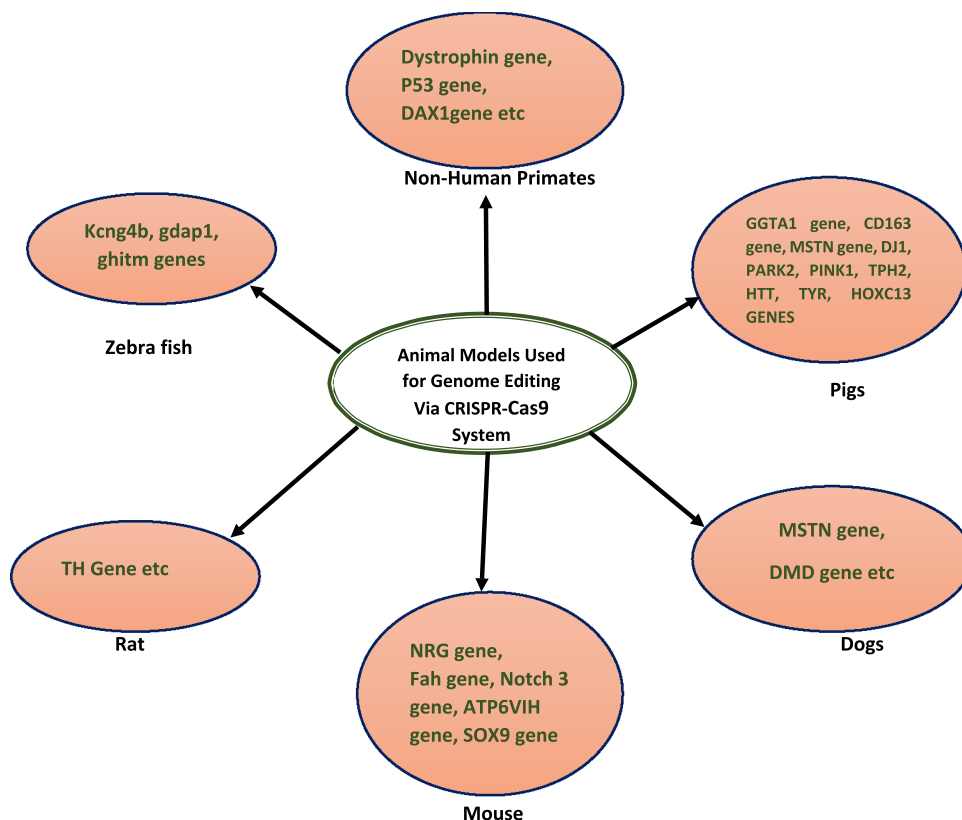 Dystrophin gene,
P53 gene,
DAX1gene etc
Non-Human Primates
Kcng4b, gdap1,
ghitm genes
Zebra fish
GGTA1 gene, CD163
gene, MSTN gene, DJ1,
PARK2, PINK1, TPH2,
HTT, TYR, HOXC13
GENES
Pigs
Animal Models Used
for Genome Editing
Via CRISPR-Cas9
System
TH Gene etc
Rat
MSTN gene,
DMD gene etc
Dogs
NRG gene,
Fah gene, Notch 3
gene, ATP6VIH
gene, SOX9 gene
Mouse